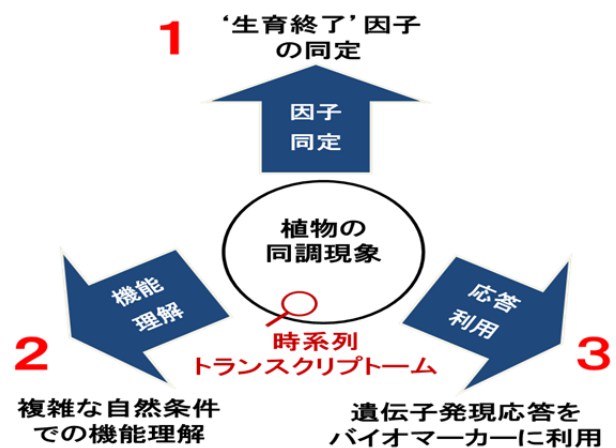 1
‘生育終了’因子
の同定
因子
同定
植物の
同調現象
時系列
トランスクリプトーム
機能
理解
2
複雑な自然条件
での機能理解
応答
利用
3
遺伝子発現応答を
バイオマーカーに利用